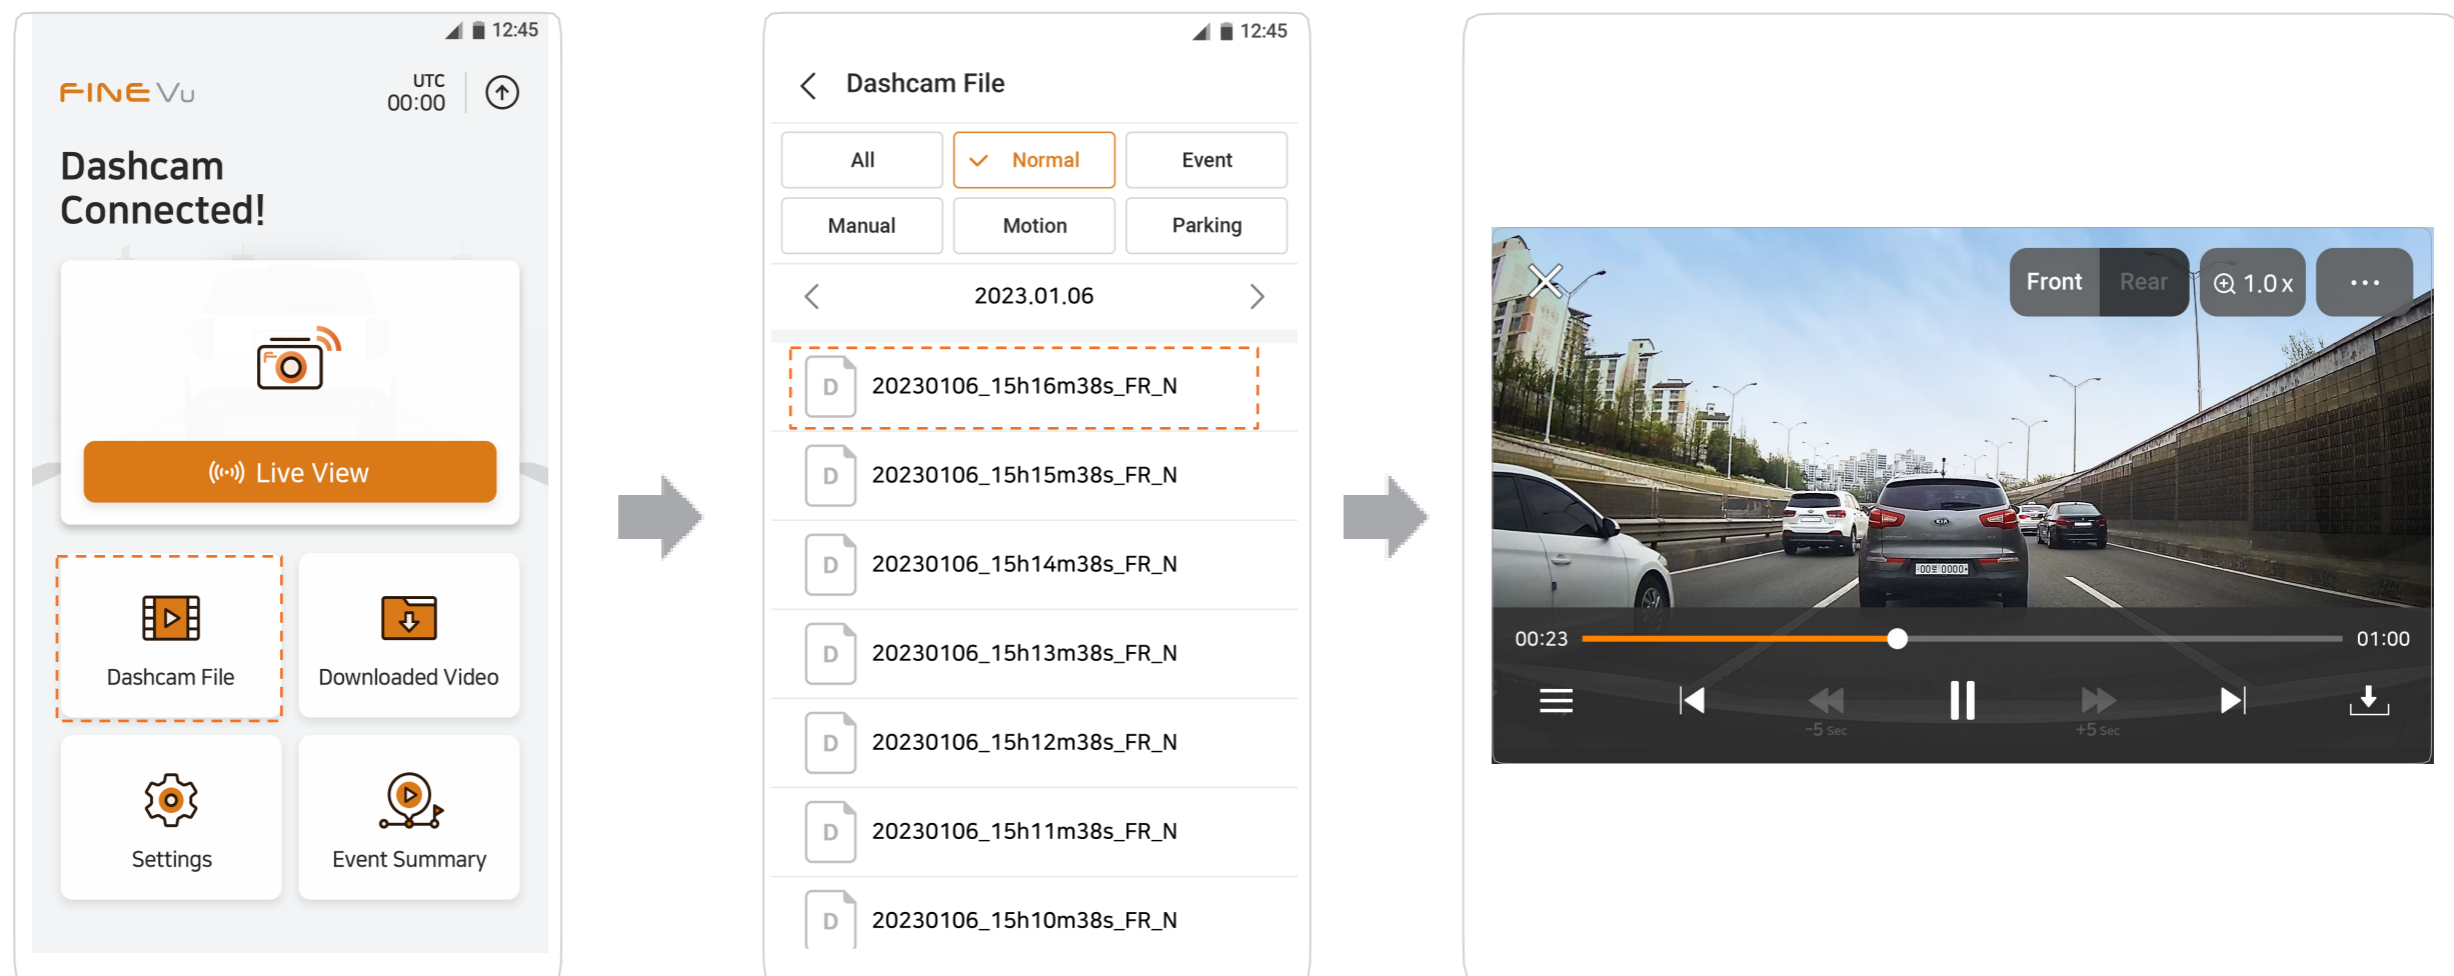 12:45
FINEVu
UTC
00:00
Dashcam
Connected!
Live View
Dashcam File
Downloaded Video
Settings
Event Summary
12:45
Dashcam File
All
Normal
Event
Manual
Motion
Parking
2023.01.06
D 20230106_15h16m38s_FR_N
D 20230106_15h15m38s_FR_N
D 20230106_15h14m38s_FR_N
D 20230106_15h13m38s_FR_N
D 20230106_15h12m38s_FR_N
D 20230106_15h11m38s_FR_N
D 20230106_15h10m38s_FR_N
Front
Rear
1.0x
KIA
00:23
01:00
-5 Sec
+5 Sec